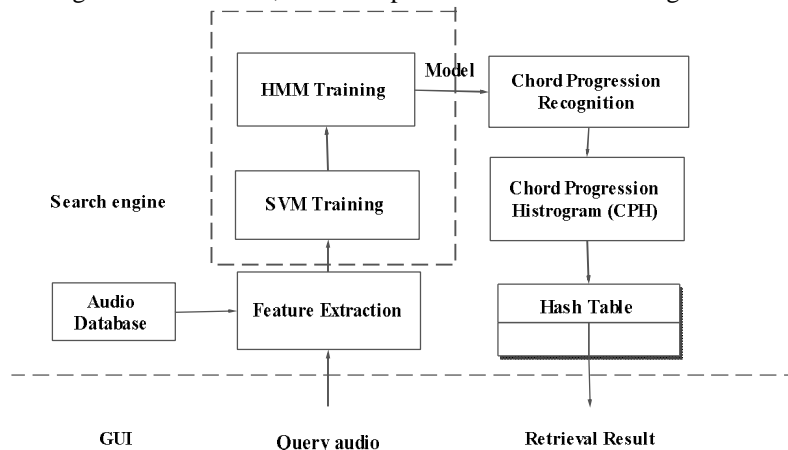 Model
HMM Training
Chord Progression
Recognition
Search engine
SVM Training
Chord Progression
Histrogram (CPH)
Audio
Database
Feature Extraction
Hash Table
GUI
Query audio
Retrieval Result